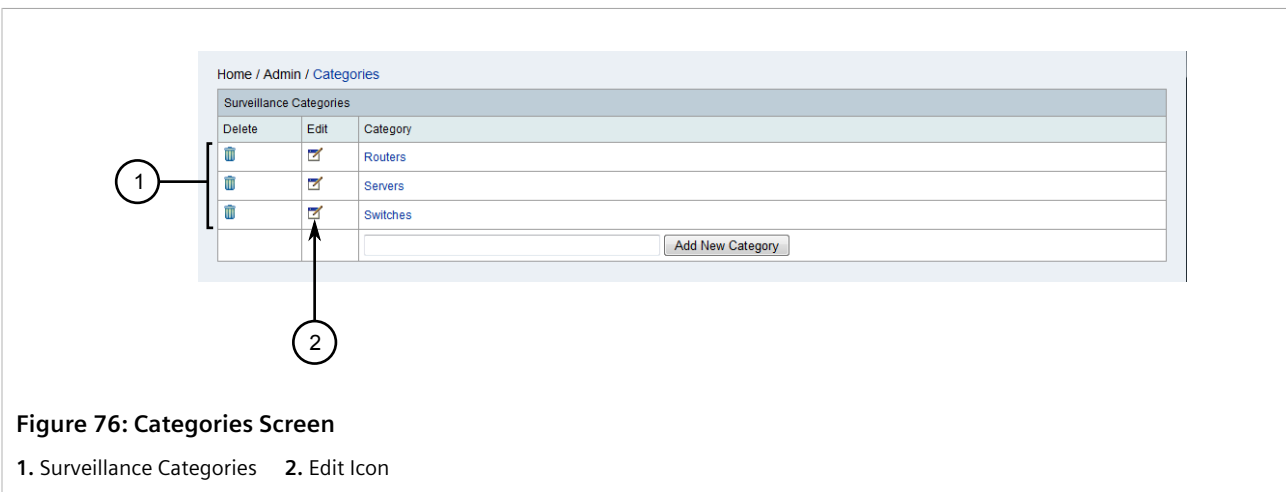 Home / Admin / Categories
Surveillance Categories
Delete Edit Category
Routers
1
Servers
Switches
Add New Category
2
Figure 76: Categories Screen
1. Surveillance Categories 2. Edit Icon